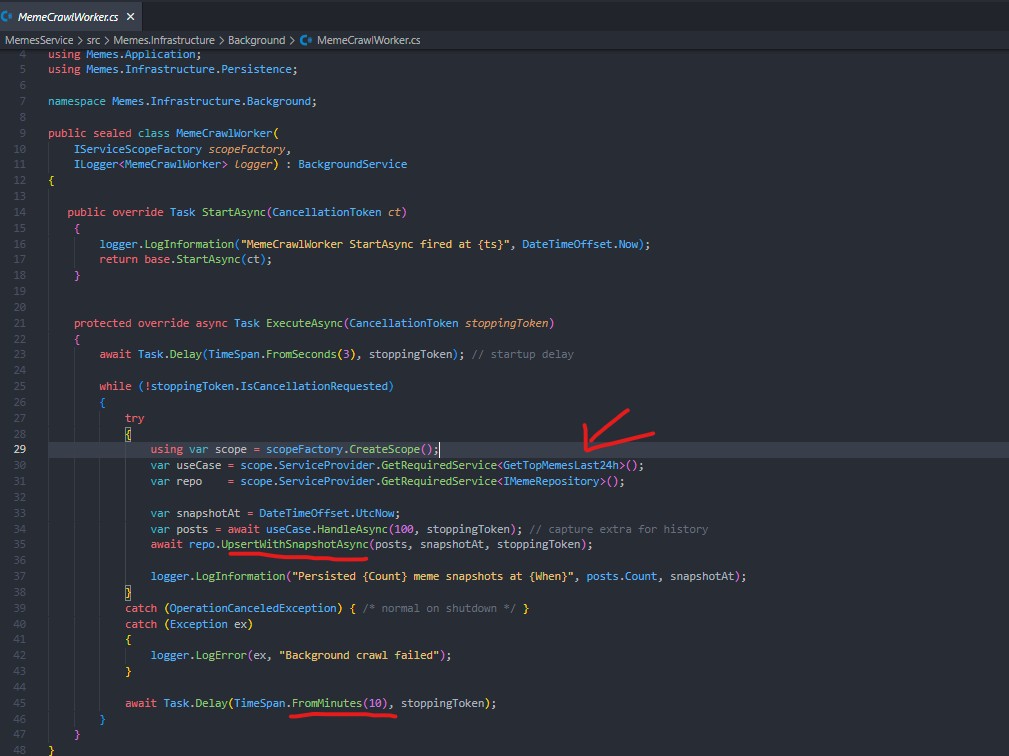 MemeCrawlWorker.cs ×
MemesService > src > Memes.Infrastructure > Background > MemeCrawlWorker.cs
4 using Memes.Application;
5 using Memes.Infrastructure.Persistence;
6
7 namespace Memes.Infrastructure.Background;
8
9 public sealed class MemeCrawlWorker(
10     IServiceScopeFactory scopeFactory,
11     ILogger<MemeCrawlWorker> logger) : BackgroundService
12 {
13
14    public override Task StartAsync(CancellationToken ct)
15     {
16         logger.LogInformation("MemeCrawlWorker StartAsync fired at {ts}", DateTimeOffset.Now);
17         return base.StartAsync(ct);
18     }
19
20
21     protected override async Task ExecuteAsync(CancellationToken stoppingToken)
22     {
23         await Task.Delay(TimeSpan.FromSeconds(3), stoppingToken); // startup delay
24
25         while (!stoppingToken.IsCancellationRequested)
26         {
27             try
28             {
29                 using var scope = scopeFactory.CreateScope();
30                 var useCase = scope.ServiceProvider.GetRequiredService<GetTopMemesLast24h>();
31                 var repo    = scope.ServiceProvider.GetRequiredService<IMemeRepository>();
32
33                 var snapshotAt = DateTimeOffset.UtcNow;
34                 var posts = await useCase.HandleAsync(100, stoppingToken); // capture extra for history
35                 await repo.UpsertWithSnapshotAsync(posts, snapshotAt, stoppingToken);
36
37                 logger.LogInformation("Persisted {Count} meme snapshots at {When}", posts.Count, snapshotAt);
38             }
39             catch (OperationCanceledException) { /* normal on shutdown */ }
40             catch (Exception ex)
41             {
42                 logger.LogError(ex, "Background crawl failed");
43             }
44
45             await Task.Delay(TimeSpan.FromMinutes(10), stoppingToken);
46         }
47     }
48 }